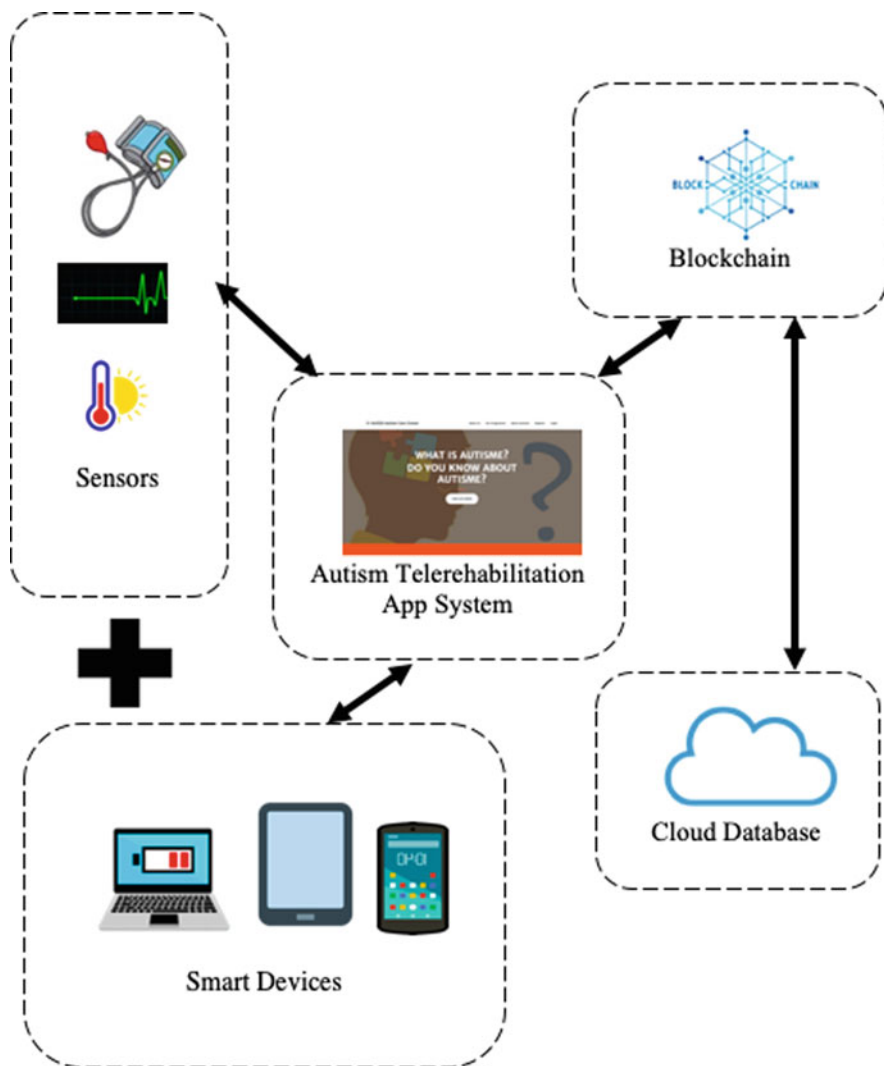 BLOCK CHAIN
Blockchain
WHAT IS AUTISME?
DO YOU KNOW ABOUT
AUTISME?
Sensors
Autism Telerehabilitation
App System
Cloud Database
Smart Devices